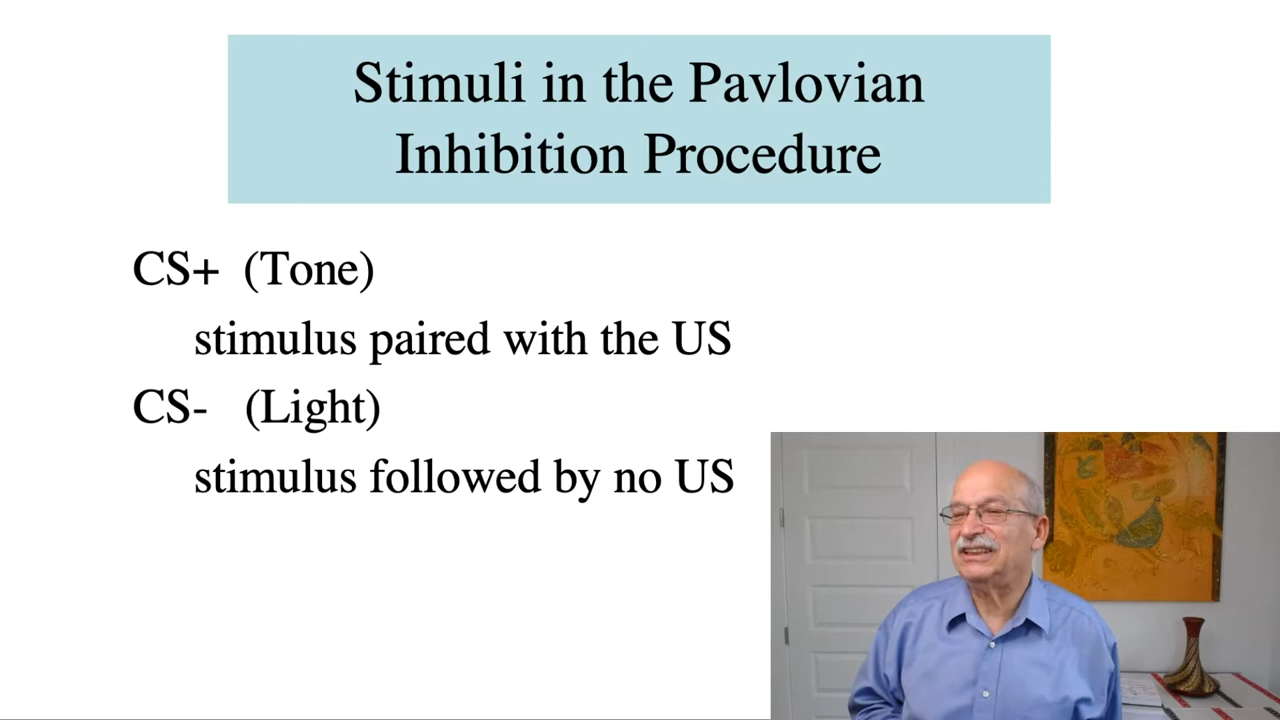 Stimuli in the Pavlovian
Inhibition Procedure
CS+ (Tone)
stimulus paired with the US
CS- (Light)
stimulus followed by no US